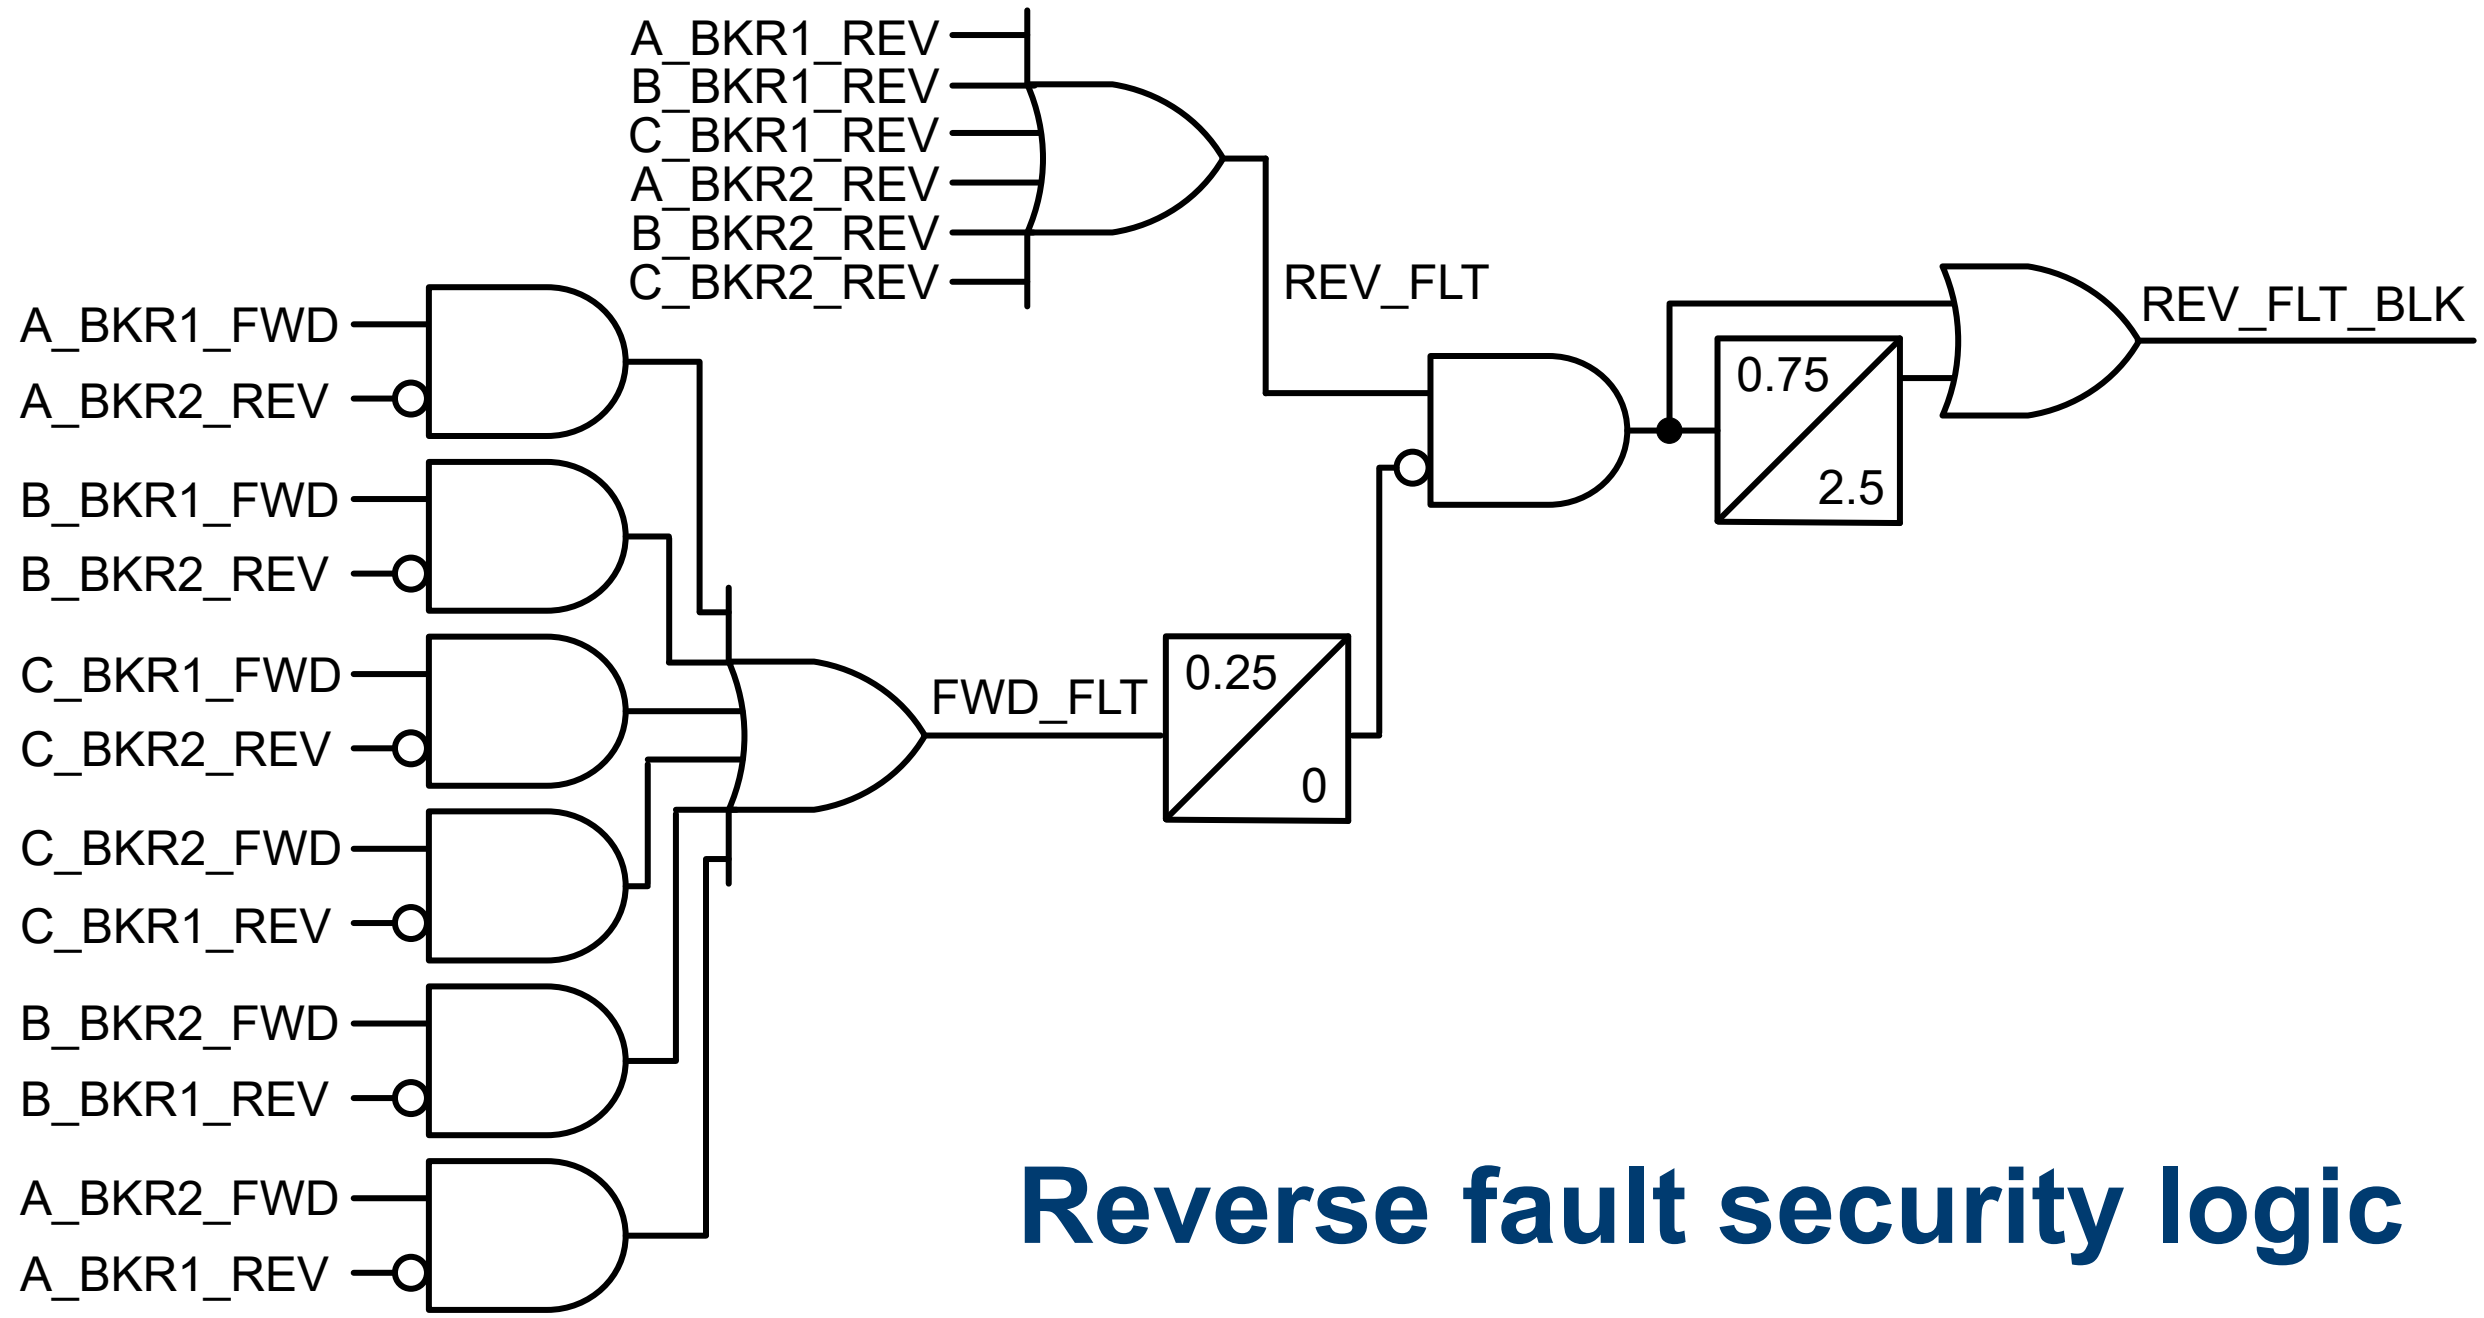 A_BKR1_REV
B_BKR1_REV
C_BKR1_REV
A_BKR2_REV
B_BKR2_REV
C_BKR2_REV
REV_FLT
REV_FLT_BLK
A_BKR1_FWD
A_BKR2_REV
0.75
2.5
B_BKR1_FWD
B_BKR2_REV
C_BKR1_FWD
C_BKR2_REV
FWD_FLT
0.25
0
C_BKR2_FWD
C_BKR1_REV
B_BKR2_FWD
B_BKR1_REV
A_BKR2_FWD
A_BKR1_REV
Reverse fault security logic